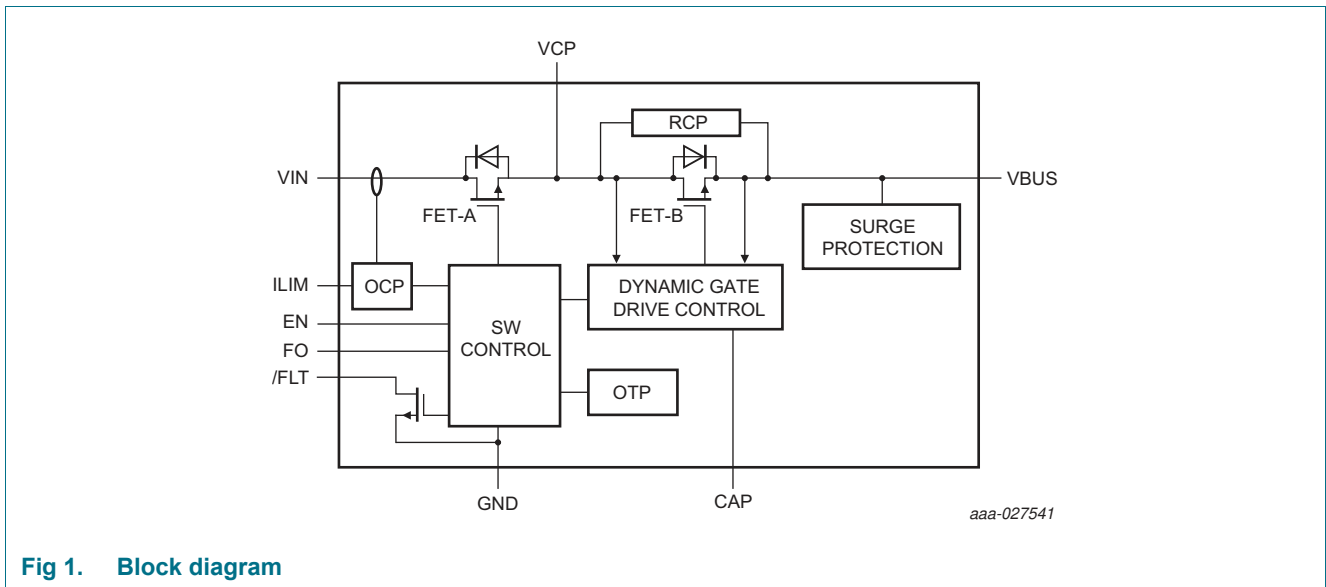 VCP
RCP
VIN
VBUS
FET-A
FET-B
SURGE
PROTECTION
ILIM
OCP
DYNAMIC GATE
DRIVE CONTROL
EN
SW
CONTROL
FO
/FLT
OTP
GND
CAP
aaa-027541
Fig 1. Block diagram